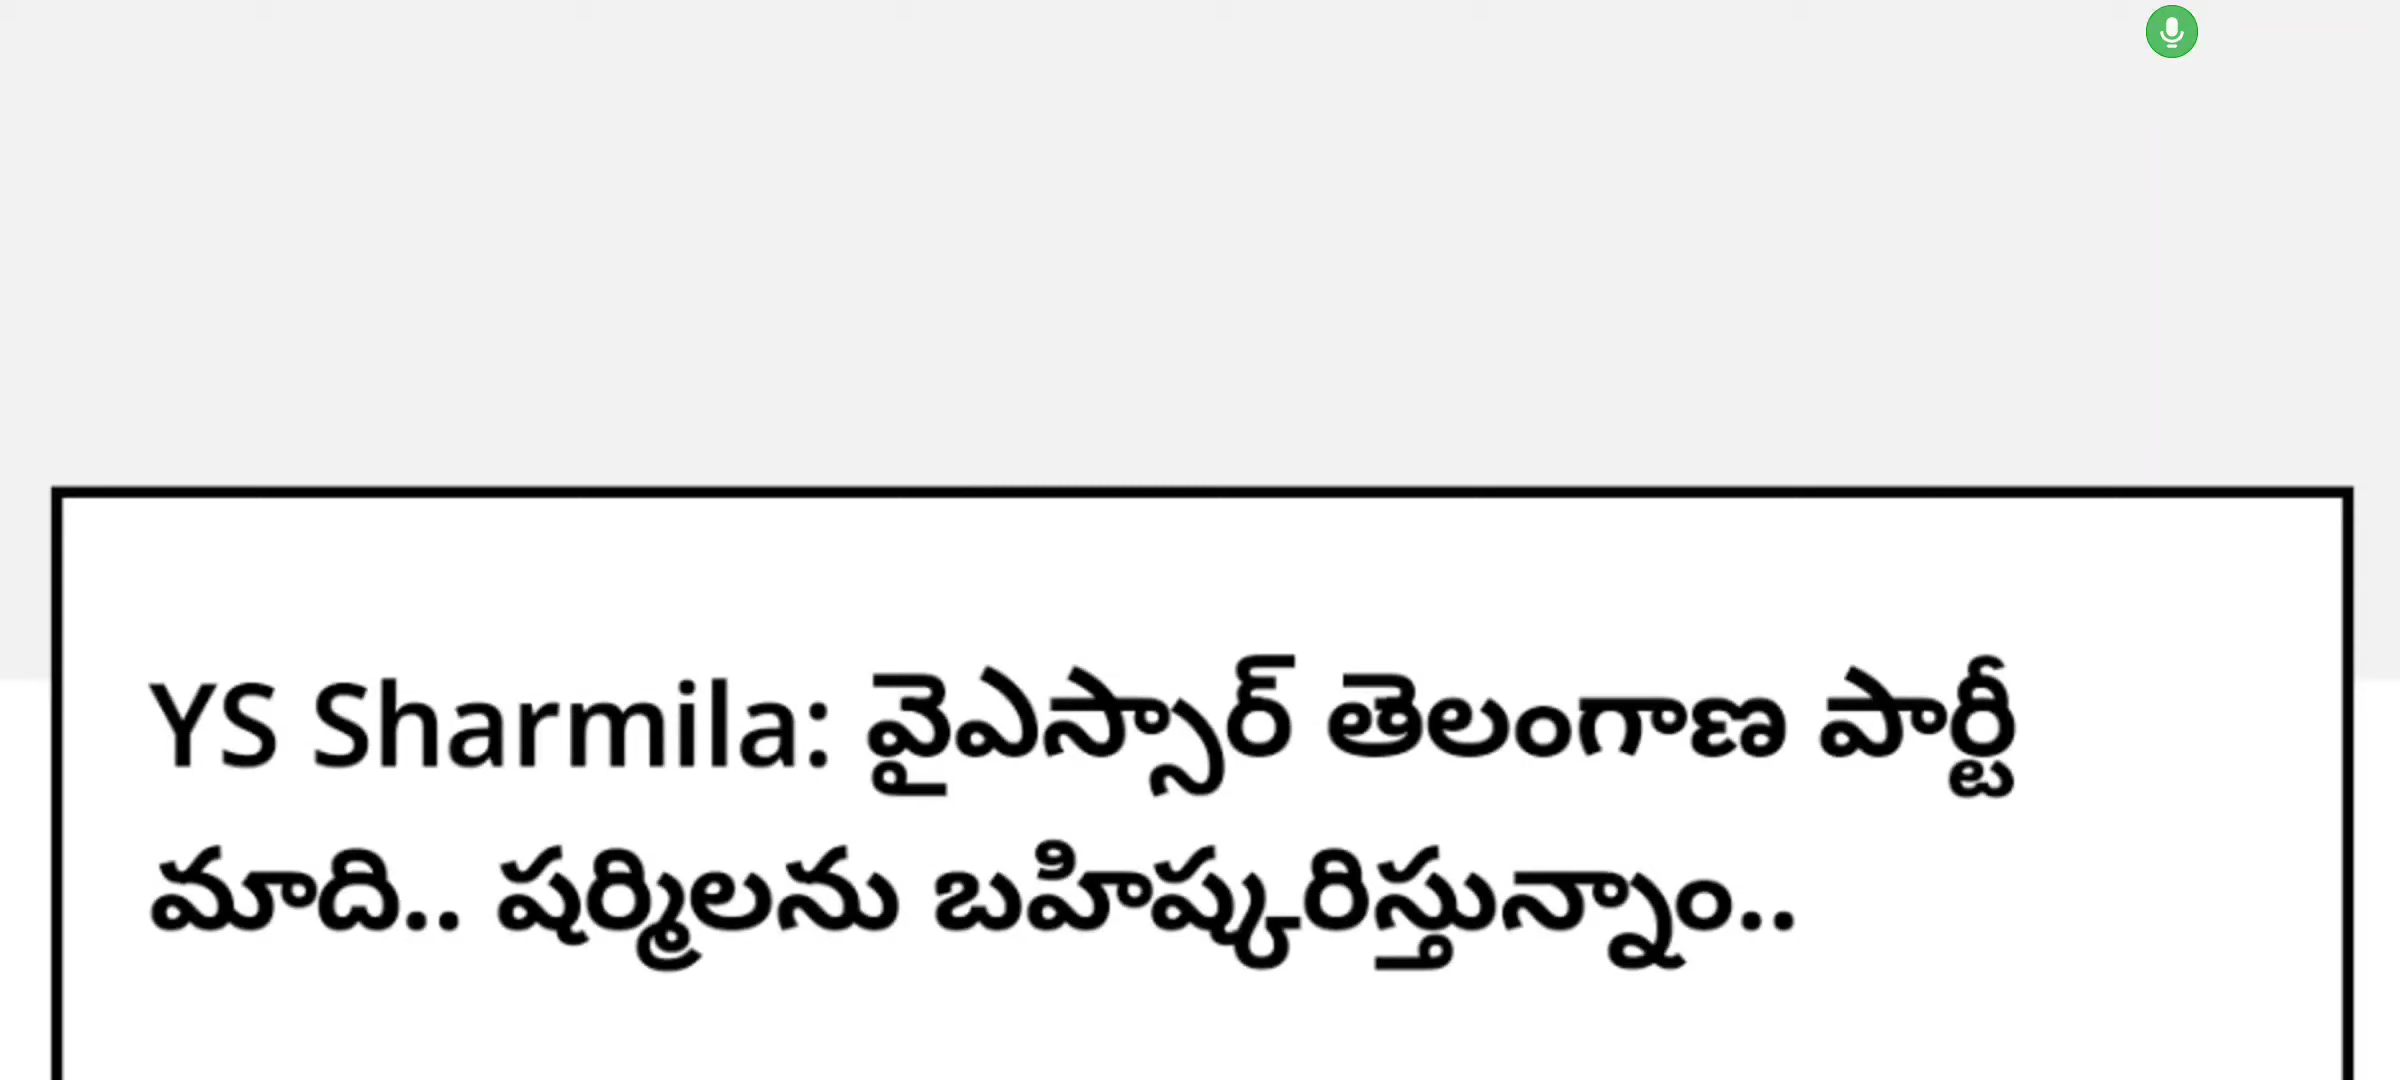 YS Sharmila: వైఎస్సార్ తెలంగాణ పార్టీ
మాది.. షర్మిలను బహిష్కరిస్తున్నాం..